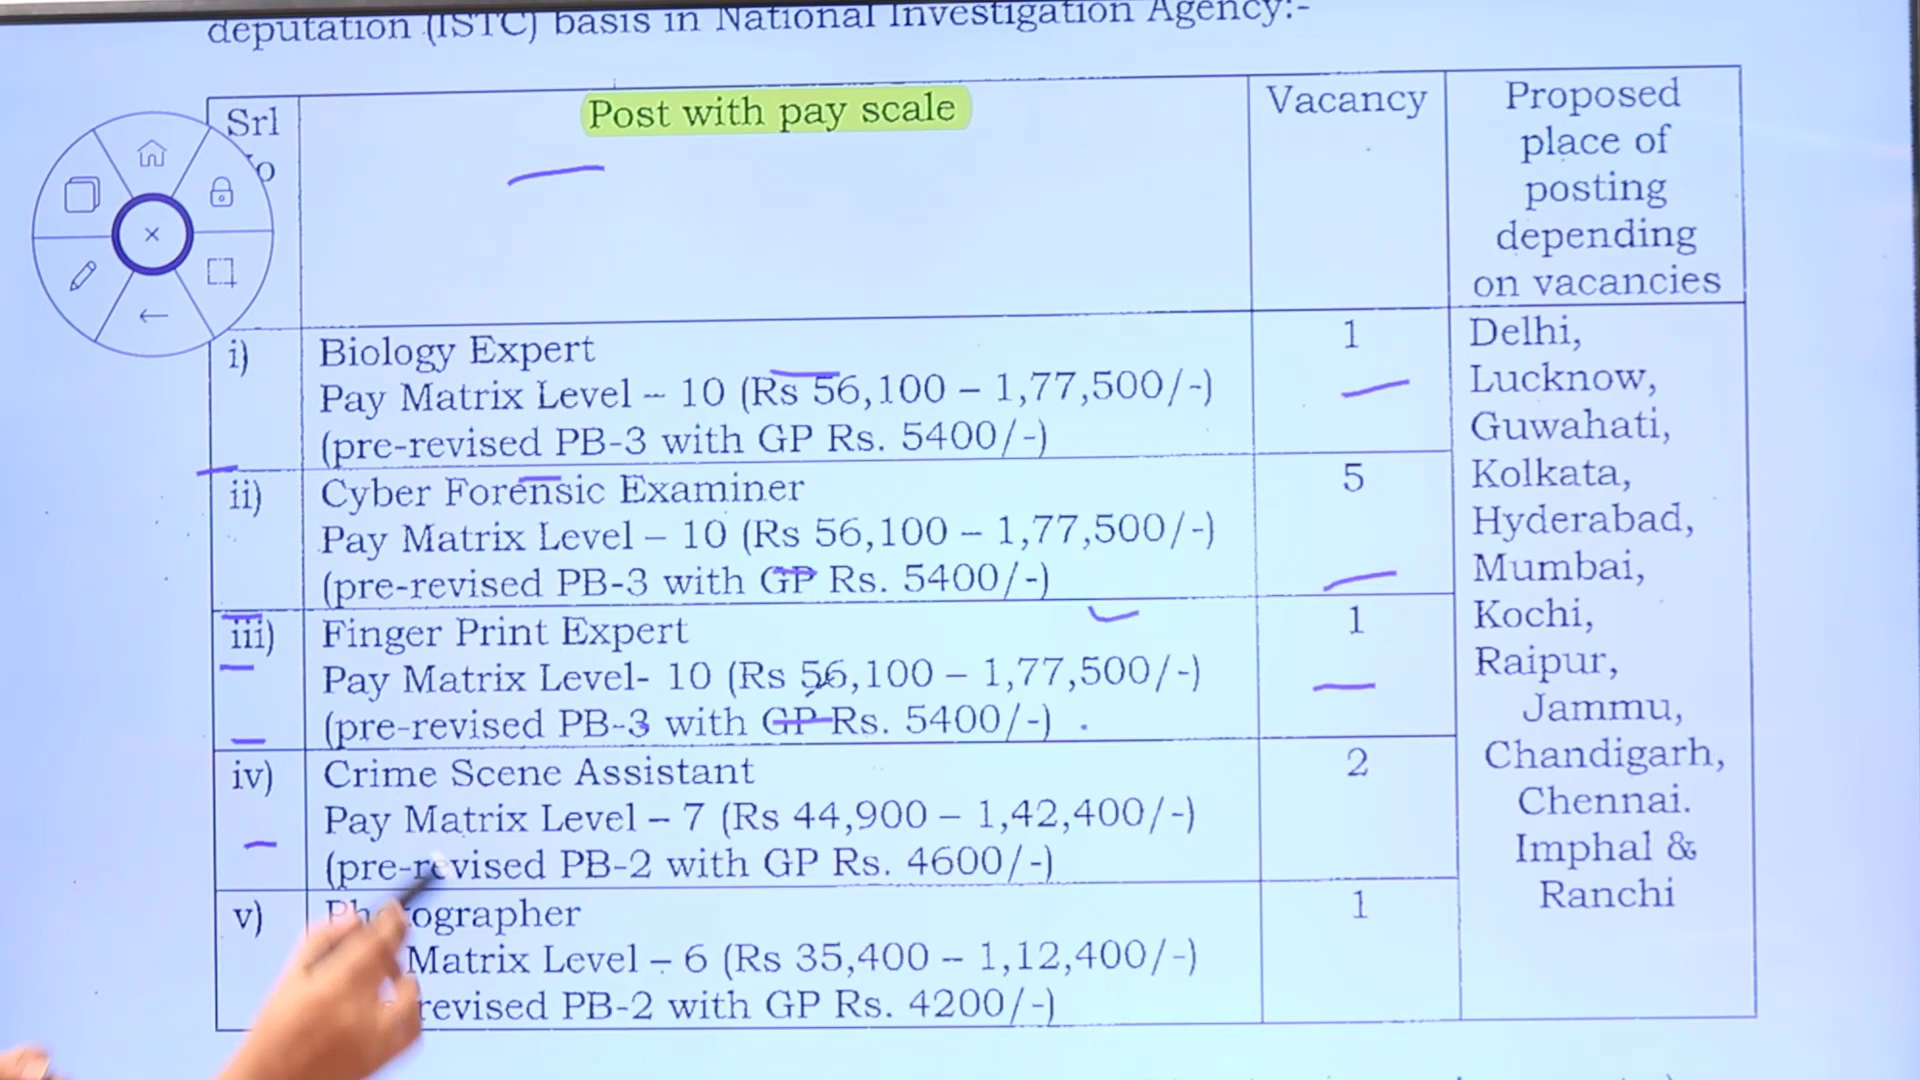 deputation (ISTC) basis in National Investigation Agency:-
Srl
Post with pay scale
Vacancy
Proposed
place of
posting
depending
on vacancies
i)
Biology Expert
Pay Matrix Level – 10 (Rs 56,100 – 1,77,500/-)
(pre-revised PB-3 with GP Rs. 5400/-)
1
ii)
Cyber Forensic Examiner
Pay Matrix Level – 10 (Rs 56,100 – 1,77,500/-)
(pre-revised PB-3 with GP Rs. 5400/-)
5
iii)
Finger Print Expert
Pay Matrix Level- 10 (Rs 56,100 – 1,77,500/-)
(pre-revised PB-3 with GP Rs. 5400/-)
1
iv)
Crime Scene Assistant
Pay Matrix Level – 7 (Rs 44,900 – 1,42,400/-)
(pre-revised PB-2 with GP Rs. 4600/-)
2
v)
Photographer
Matrix Level – 6 (Rs 35,400 – 1,12,400/-)
revised PB-2 with GP Rs. 4200/-)
1
Delhi,
Lucknow,
Guwahati,
Kolkata,
Hyderabad,
Mumbai,
Kochi,
Raipur,
Jammu,
Chandigarh,
Chennai.
Imphal &
Ranchi